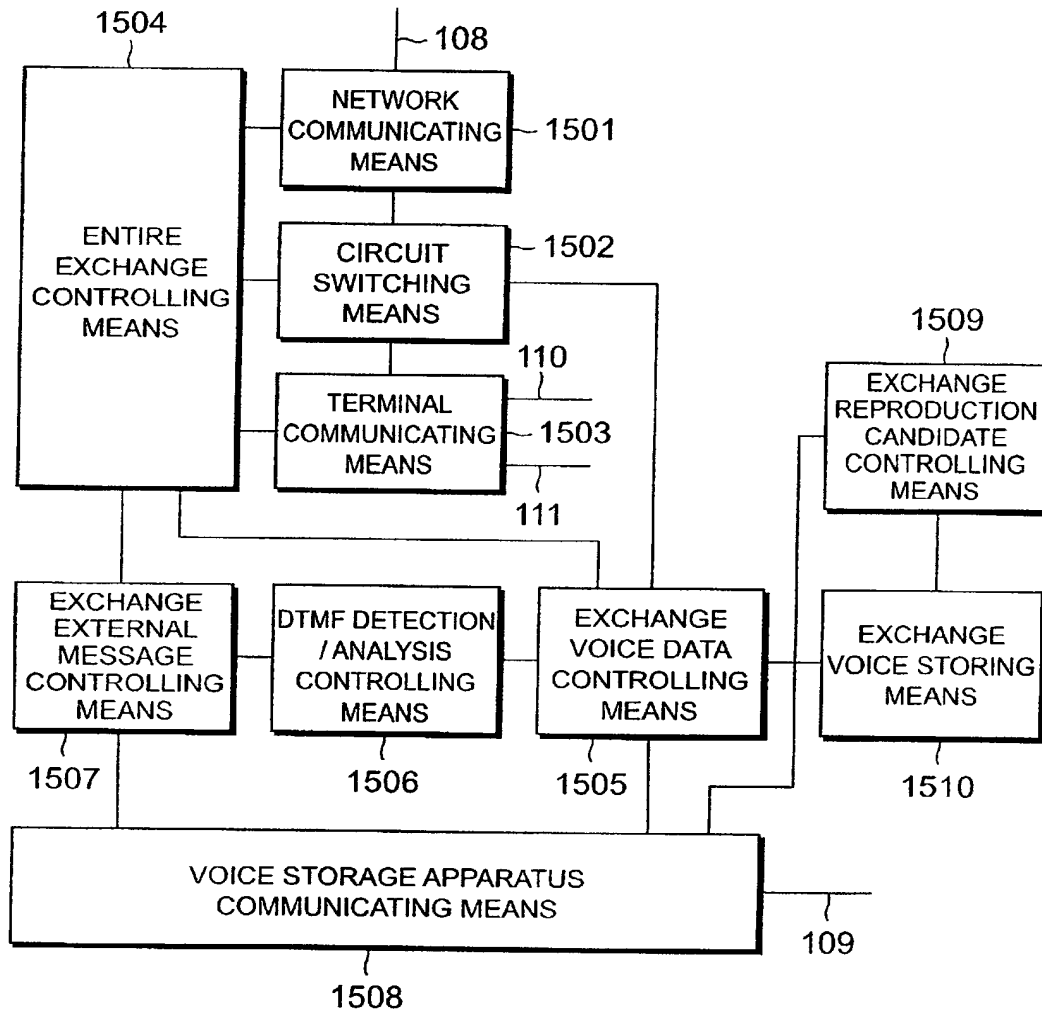 1504
108
NETWORK
COMMUNICATING
MEANS
1501
ENTIRE
EXCHANGE
CONTROLLING
MEANS
CIRCUIT
SWITCHING
MEANS
1502
TERMINAL
COMMUNICATING
MEANS
110
1503
111
1509
EXCHANGE
REPRODUCTION
CANDIDATE
CONTROLLING
MEANS
EXCHANGE
EXTERNAL
MESSAGE
CONTROLLING
MEANS
1507
DTMF DETECTION
/ ANALYSIS
CONTROLLING
MEANS
1506
EXCHANGE
VOICE DATA
CONTROLLING
MEANS
1505
EXCHANGE
VOICE STORING
MEANS
1510
VOICE STORAGE APPARATUS
COMMUNICATING MEANS
109
1508